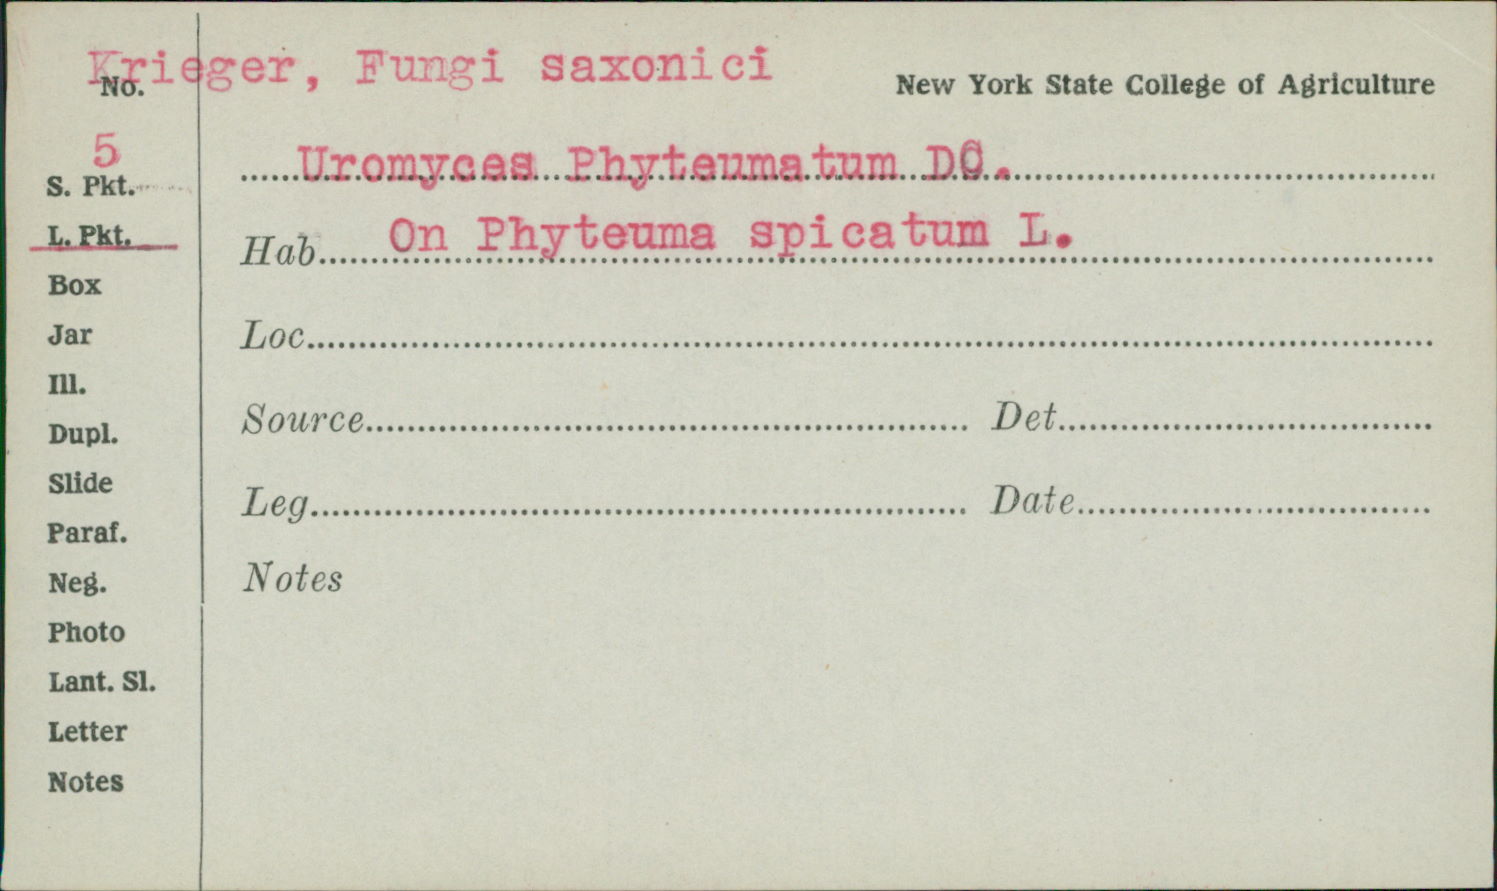 Krieger, Fungi saxonici
No.
New York State College of Agriculture
5
Uromyces Phyteumatum DC.
S. Pkt.
L. Pkt.
Hab. On Phyteuma spicatum L.
Box
Jar
Loc.
Ill.
Dupl.
Source Det.
Slide
Leg. Date
Paraf.
Neg.
Notes
Photo
Lant. Sl.
Letter
Notes